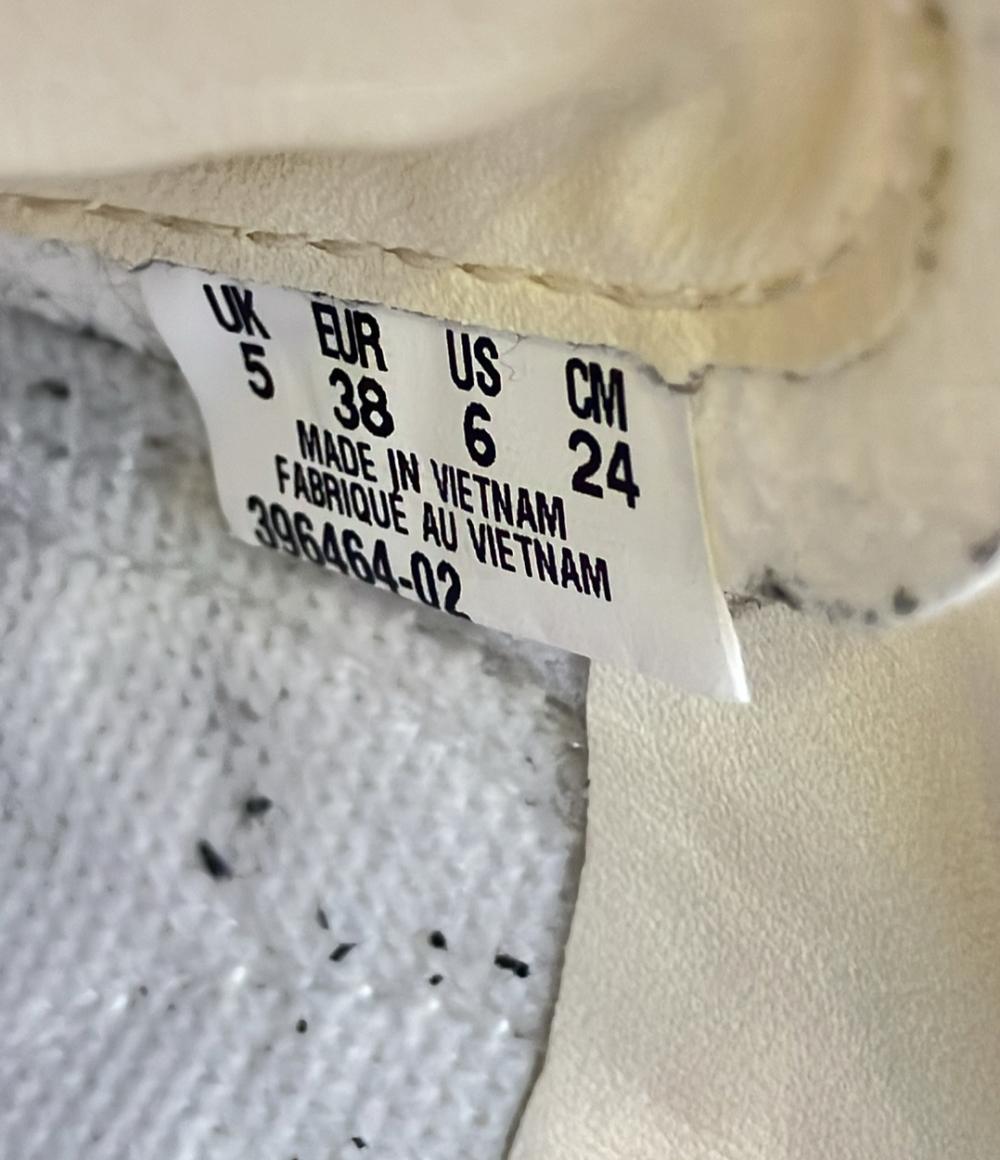 UK EUR US CM
5 38 6 24
MADE IN VIETNAM
FABRIQUÉ AU VIETNAM
396464-02